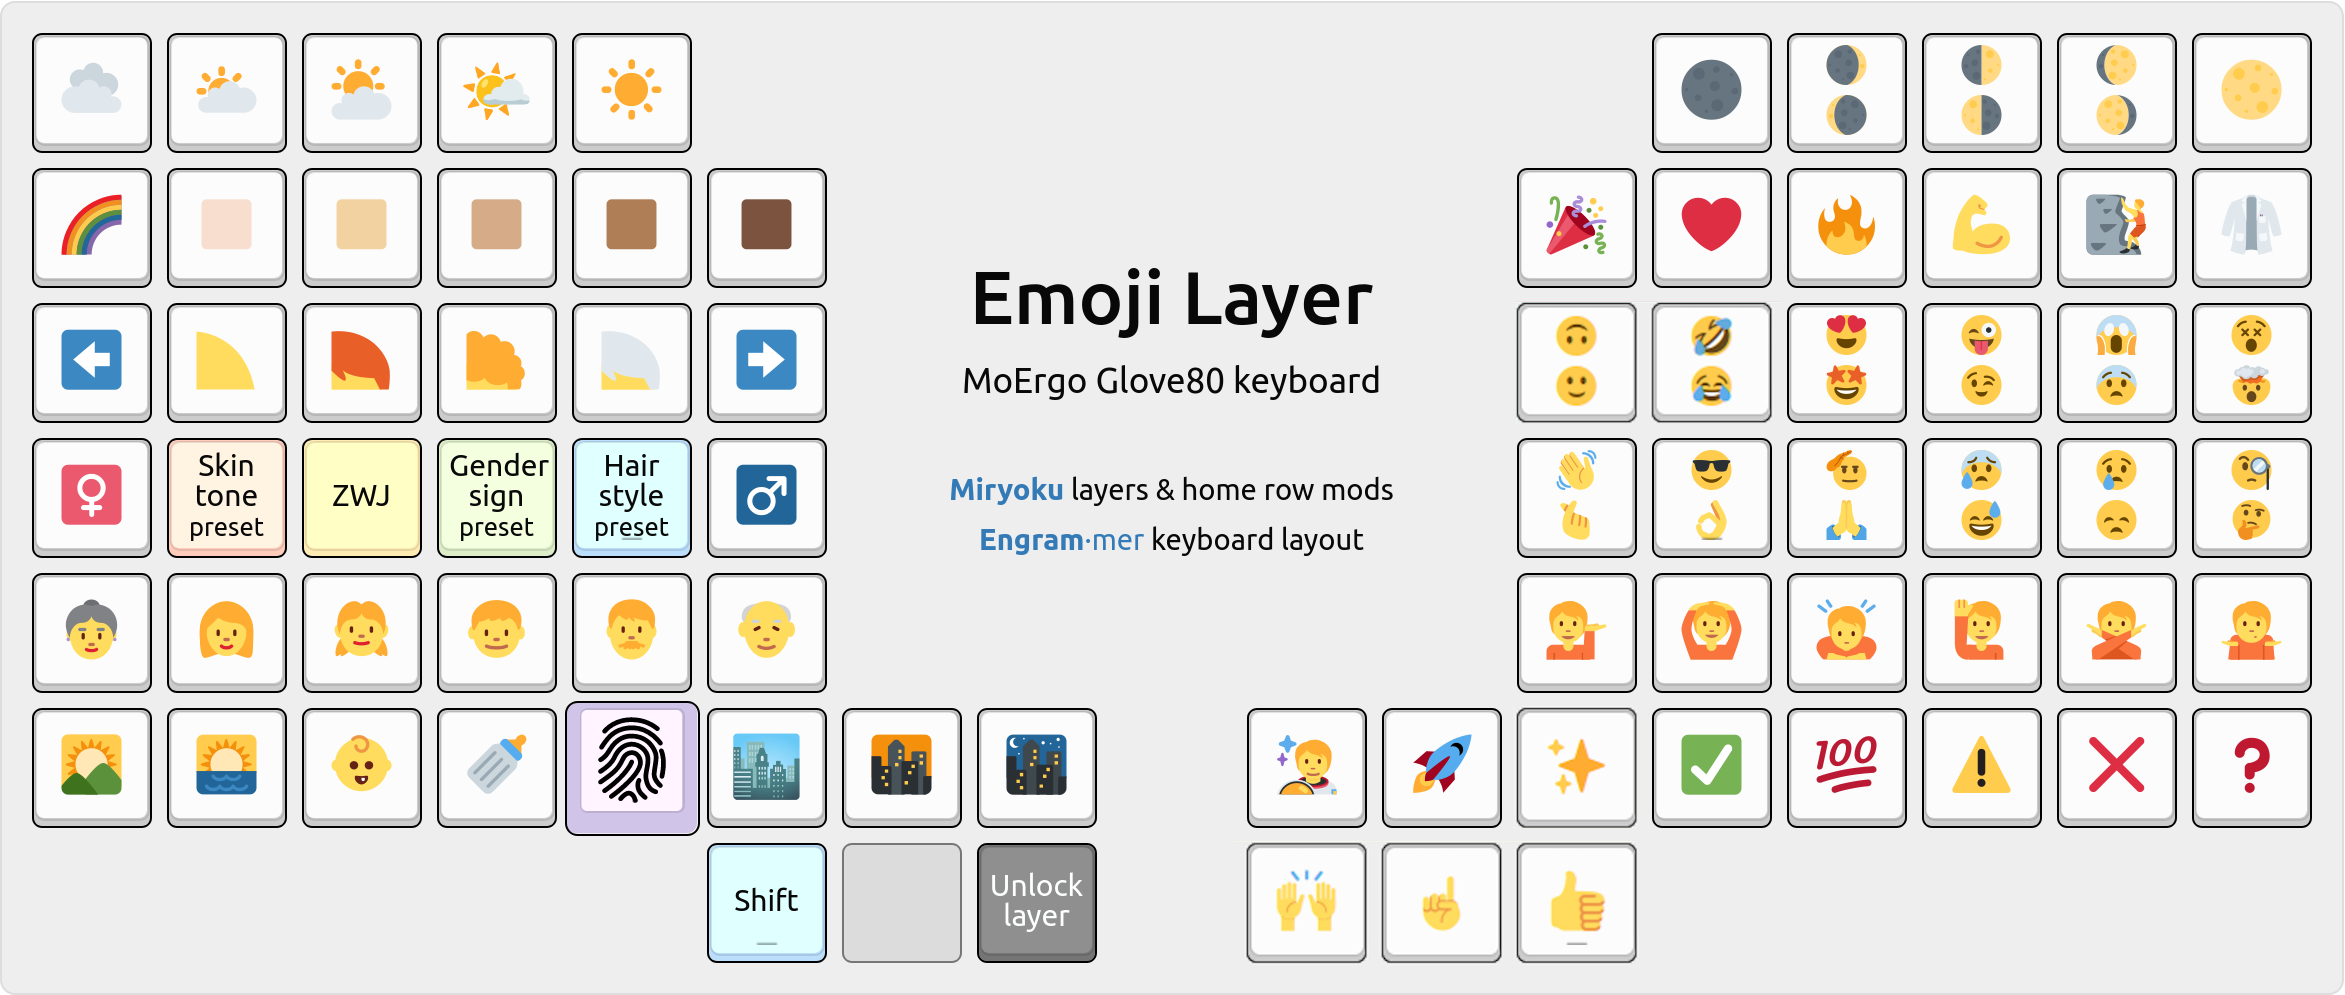 Emoji Layer
MoErgo Glove80 keyboard
Miryoku layers & home row mods
Engram·mer keyboard layout
Skin
tone
preset
ZWJ
Gender
sign
preset
Hair
style
preset
100
Shift
Unlock
layer